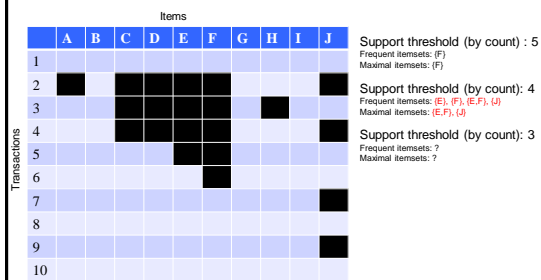 Items
A B C D E F G H I J
Transactions
1
2
3
4
5
6
7
8
9
10
Support threshold (by count) : 5
Frequent itemsets: {F}
Maximal itemsets: {F}
Support threshold (by count): 4
Frequent itemsets: {E}, {F}, {E,F}, {J}
Maximal itemsets: {E,F}, {J}
Support threshold (by count): 3
Frequent itemsets: ?
Maximal itemsets: ?